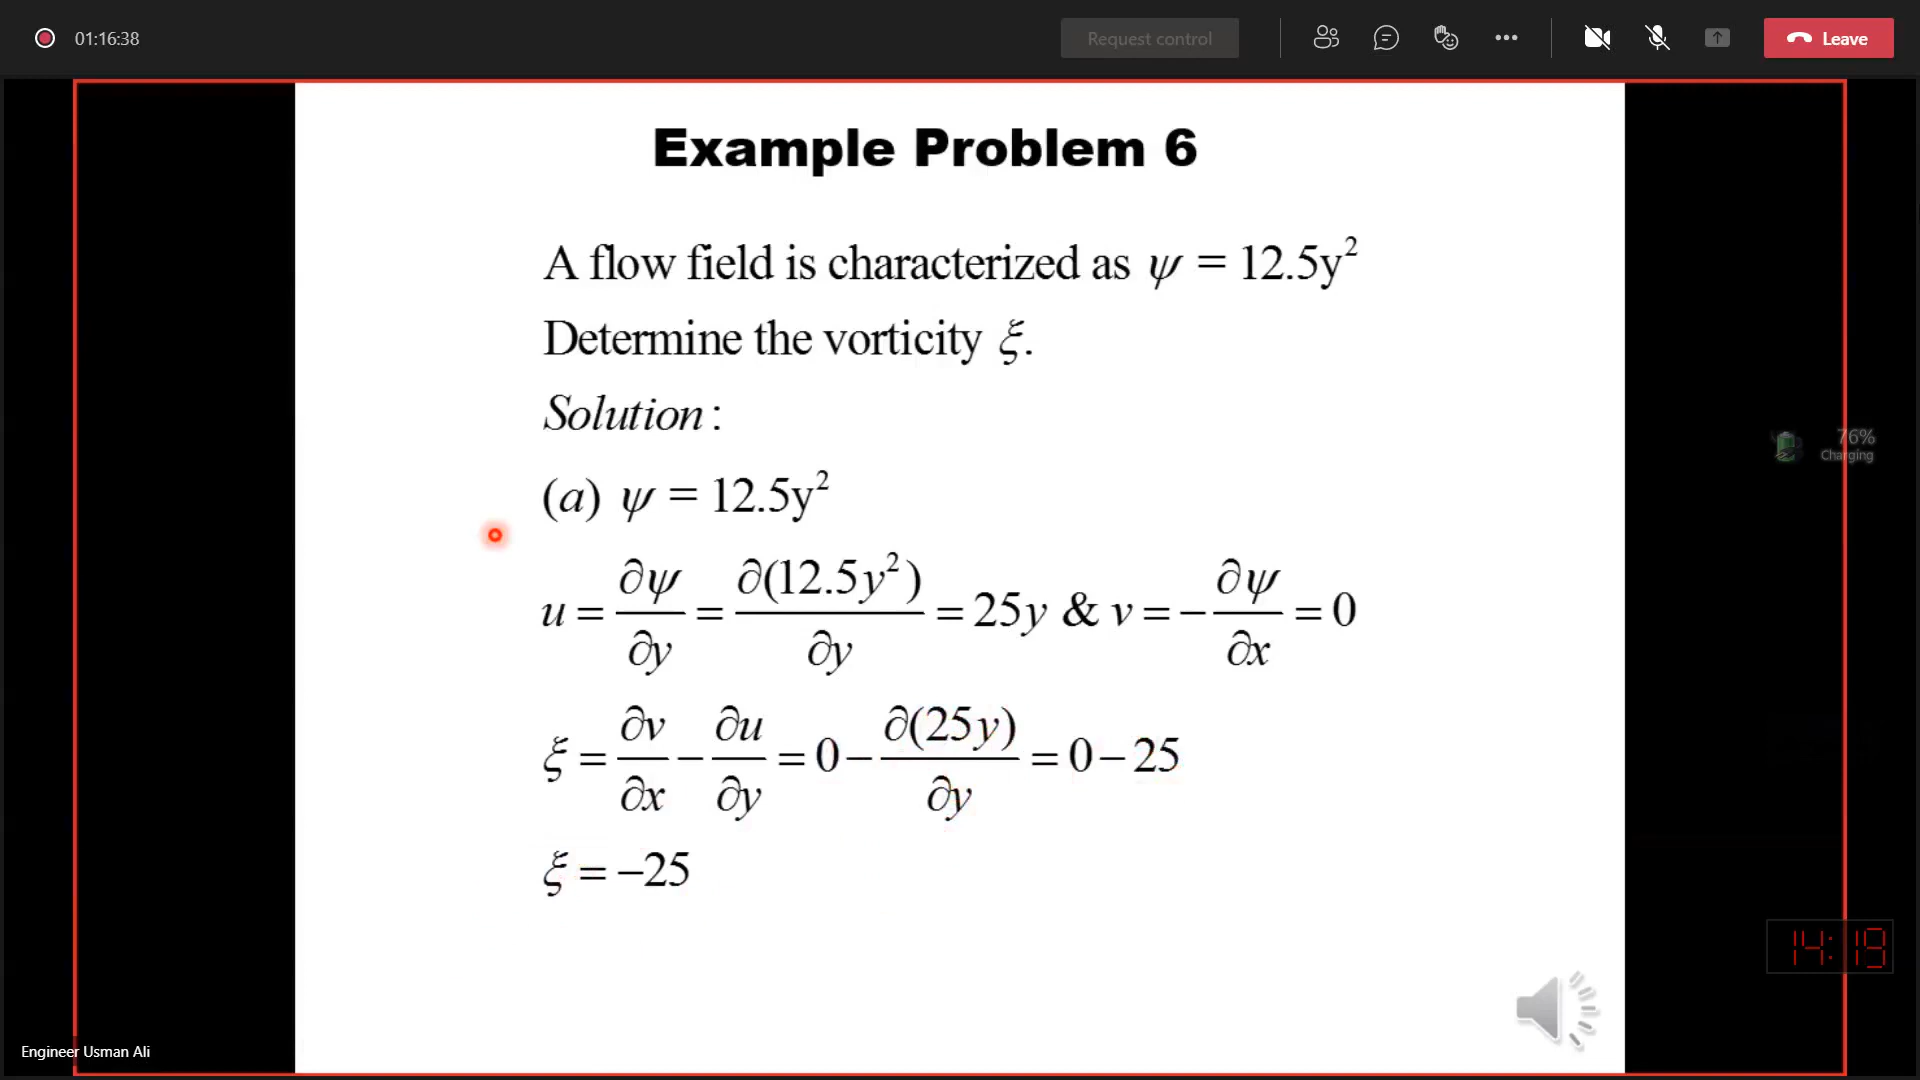 01:16:38
Request control
Leave
Example Problem 6
A flow field is characterized as ψ = 12.5y²
Determine the vorticity ξ.
Solution:
(a) ψ = 12.5y²
u = ∂ψ/∂y = ∂(12.5y²)/∂y = 25y & v = −∂ψ/∂x = 0
ξ = ∂v/∂x − ∂u/∂y = 0 − ∂(25y)/∂y = 0 − 25
ξ = −25
76%
Charging
14:19
Engineer Usman Ali